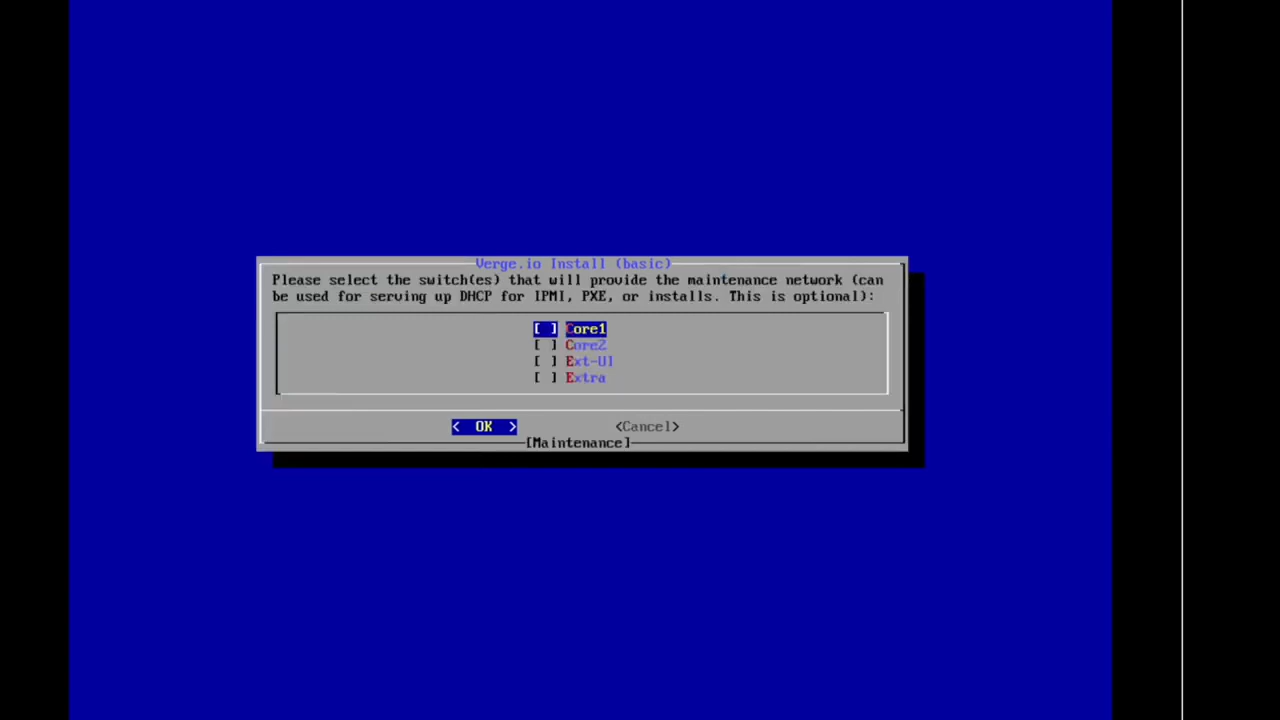 Verge.io Install (basic)
Please select the switch(es) that will provide the maintenance network (can
be used for serving up DHCP for IPMI, PXE, or installs. This is optional):
[ ] Core1
[ ] Core2
[ ] Ext-UI
[ ] Extra
< OK > <Cancel>
[Maintenance]